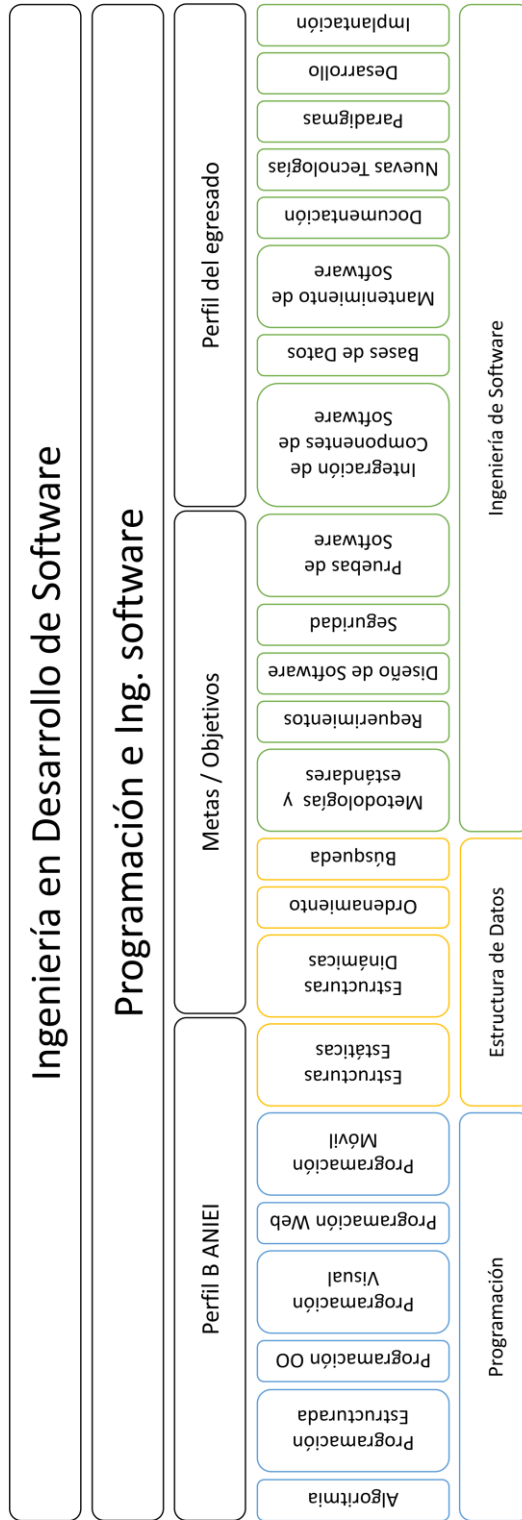 Ingeniería en Desarrollo de Software
Programación e Ing. software
Perfil B ANIEI
Metas / Objetivos
Perfil del egresado
Algoritmia
Programación
Estructurada
Programación OO
Programación
Visual
Programación Web
Programación
Móvil
Estructuras
Estáticas
Estructuras
Dinámicas
Ordenamiento
Búsqueda
Metodologías y
estándares
Requerimientos
Diseño de Software
Seguridad
Pruebas de
Software
Integración de
Componentes de
Software
Bases de Datos
Mantenimiento de
Software
Documentación
Nuevas Tecnologías
Paradigmas
Desarrollo
Implantación
Programación
Estructura de Datos
Ingeniería de Software